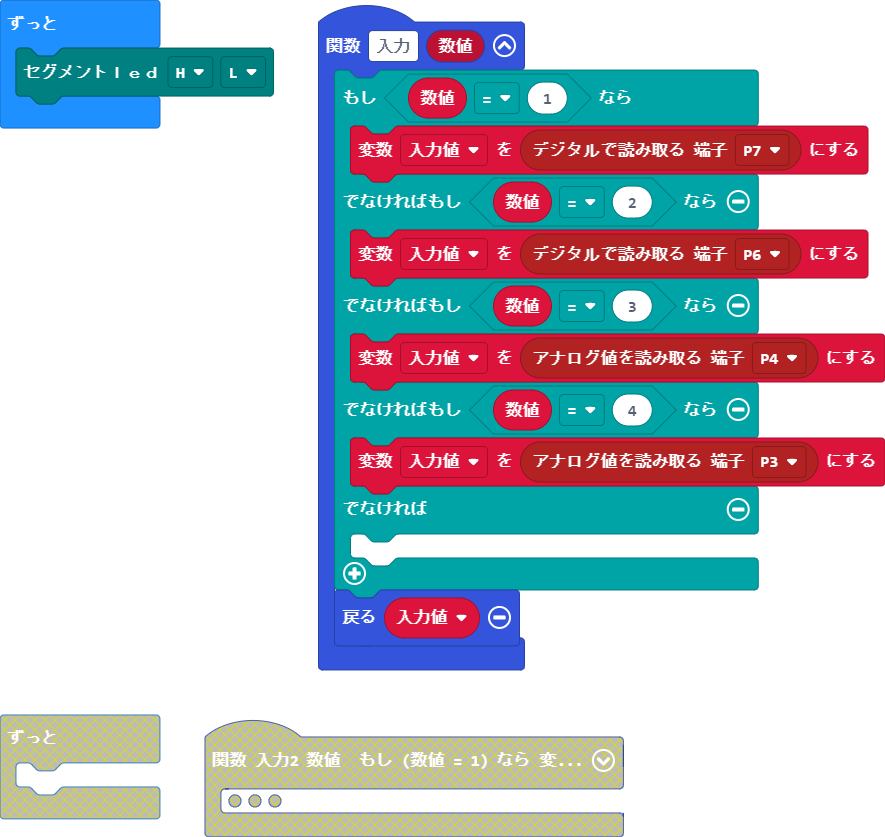 ずっと
セグメントｌｅｄ H L
関数 入力 数値
もし 数値 = 1 なら
変数 入力値 を デジタルで読み取る 端子 P7 にする
でなければもし 数値 = 2 なら
変数 入力値 を デジタルで読み取る 端子 P6 にする
でなければもし 数値 = 3 なら
変数 入力値 を アナログ値を読み取る 端子 P4 にする
でなければもし 数値 = 4 なら
変数 入力値 を アナログ値を読み取る 端子 P3 にする
でなければ
戻る 入力値
ずっと
関数 入力2 数値 もし (数値 = 1) なら 変...